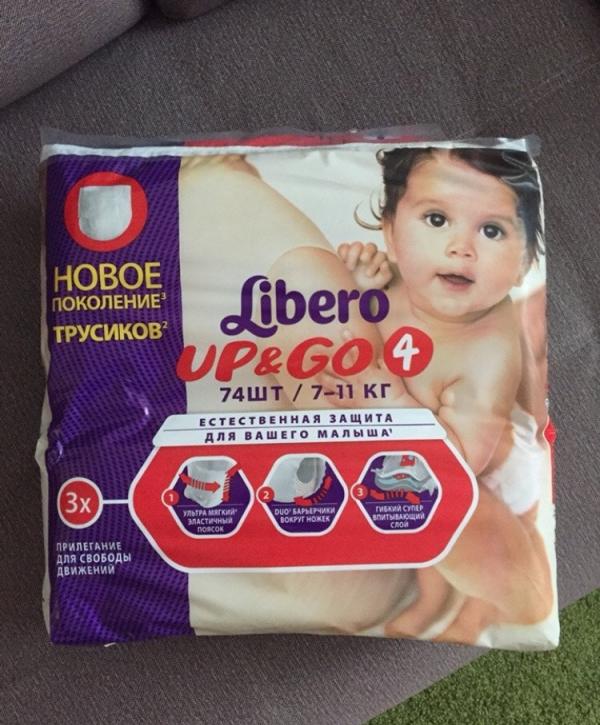 НОВОЕ
ПОКОЛЕНИЕ³
ТРУСИКОВ²
Libero
UP&GO 4
74ШТ / 7–11 КГ
ЕСТЕСТВЕННАЯ ЗАЩИТА
ДЛЯ ВАШЕГО МАЛЫША¹
3x
ПРИЛЕГАНИЕ
ДЛЯ СВОБОДЫ
ДВИЖЕНИЙ
1
УЛЬТРА МЯГКИЙ
ЭЛАСТИЧНЫЙ
ПОЯСОК
2
DUO³ БАРЬЕРЧИКИ
ВОКРУГ НОЖЕК
3
ГИБКИЙ СУПЕР
ВПИТЫВАЮЩИЙ
СЛОЙ